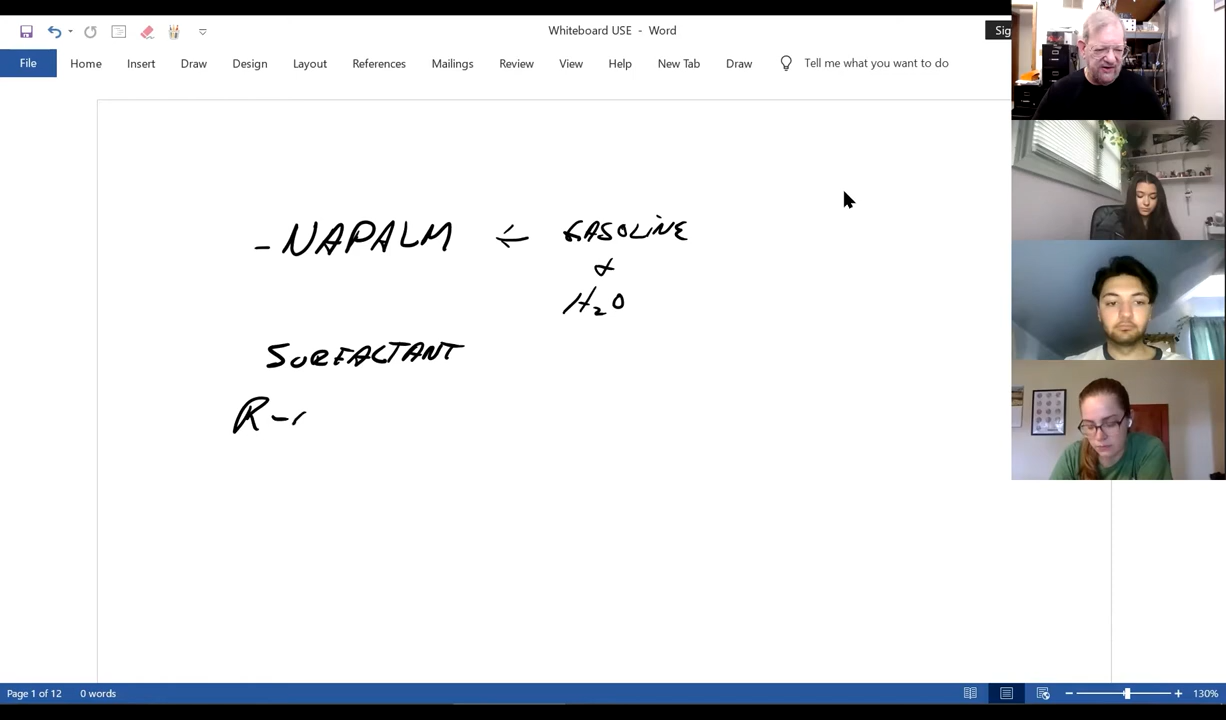 Whiteboard USE - Word
Sig
File Home Insert Draw Design Layout References Mailings Review View Help New Tab Draw Tell me what you want to do
- NAPALM ← GASOLINE
&
H₂O
SURFACTANT
R-
Page 1 of 12 0 words
130%